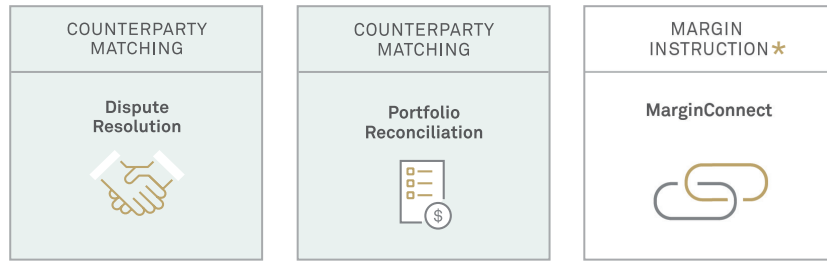 COUNTERPARTY
MATCHING
Dispute
Resolution
COUNTERPARTY
MATCHING
Portfolio
Reconciliation
$
MARGIN
INSTRUCTION*
MarginConnect